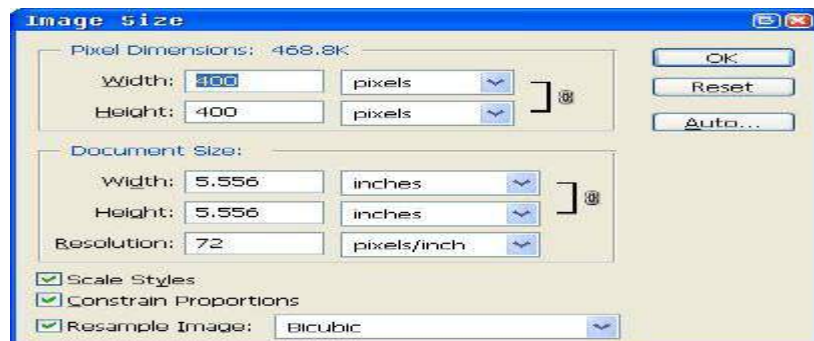 Image Size
Pixel Dimensions: 468.8K
Width: 400 pixels
Height: 400 pixels
OK
Reset
Auto...
Document Size:
Width: 5.556 inches
Height: 5.556 inches
Resolution: 72 pixels/inch
Scale Styles
Constrain Proportions
Resample Image: Bicubic